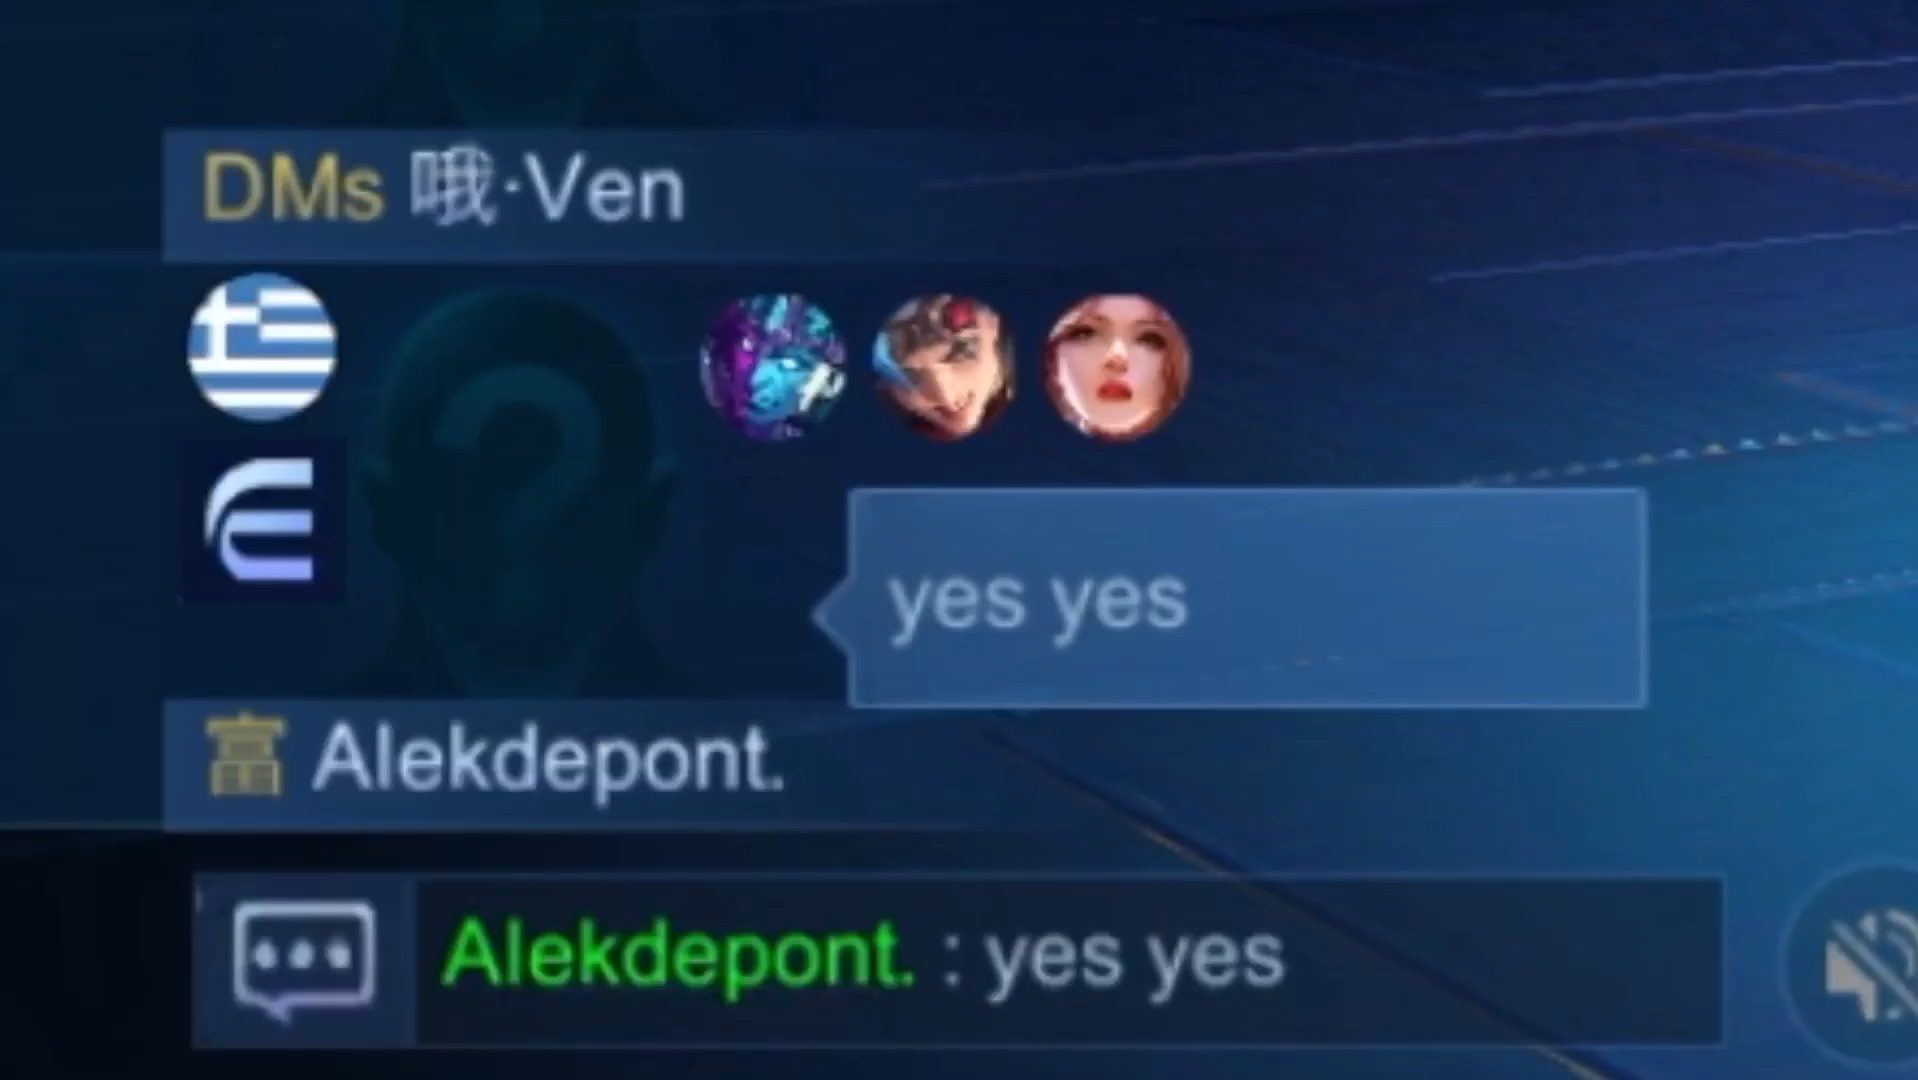 DMs 哦·Ven
yes yes
Alekdepont.
Alekdepont. : yes yes